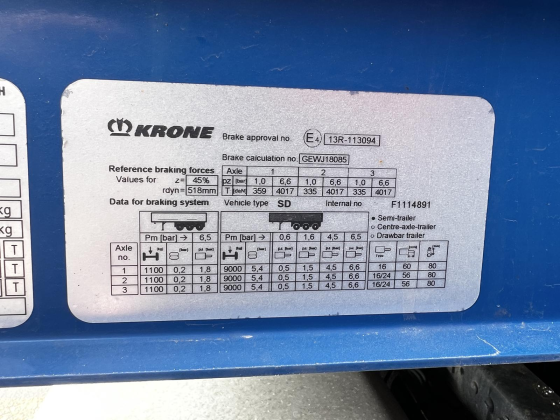 H
KRONE
Brake approval no. E4 13R-113094
Brake calculation no. GEWJ18085
Reference braking forces Axle 1 2 3
Values for z= 45% pz [bar] 1,0 6,6 1,0 6,6 1,0 6,6
rdyn= 518mm T [daN] 359 4017 335 4017 335 4017
Data for braking system Vehicle type SD Internal no F1114891
Semi-trailer
Centre-axle-trailer
Drawbar trailer
Pm [bar] → 6,5 Pm [bar] → 0,6 1,6 4,5 6,5
Axle no.
1 1100 0,2 1,8 9000 5,4 0,5 1,5 4,5 6,6 16 60 80
2 1100 0,2 1,8 9000 5,4 0,5 1,5 4,5 6,6 16/24 56 80
3 1100 0,2 1,8 9000 5,4 0,5 1,5 4,5 6,6 16/24 56 80
kg
kg
T
T
T